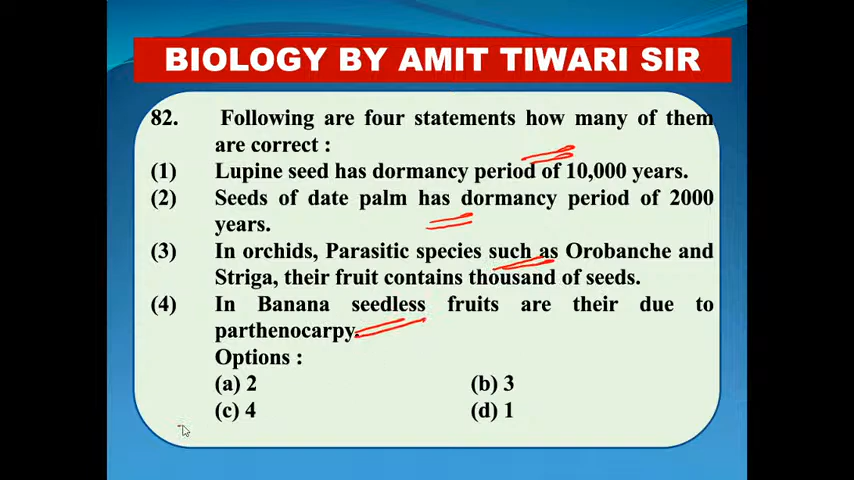 BIOLOGY BY AMIT TIWARI SIR
82. Following are four statements how many of them
are correct :
(1) Lupine seed has dormancy period of 10,000 years.
(2) Seeds of date palm has dormancy period of 2000
years.
(3) In orchids, Parasitic species such as Orobanche and
Striga, their fruit contains thousand of seeds.
(4) In Banana seedless fruits are their due to
parthenocarpy.
Options :
(a) 2 (b) 3
(c) 4 (d) 1